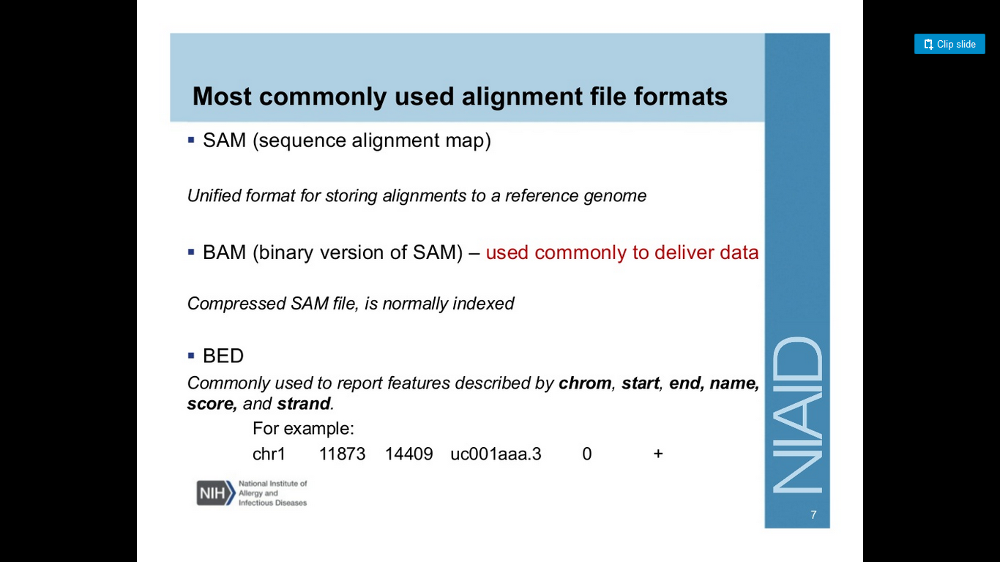 Clip slide
Most commonly used alignment file formats
▪ SAM (sequence alignment map)
Unified format for storing alignments to a reference genome
▪ BAM (binary version of SAM) – used commonly to deliver data
Compressed SAM file, is normally indexed
▪ BED
Commonly used to report features described by chrom, start, end, name,
score, and strand.
For example:
chr1 11873 14409 uc001aaa.3 0 +
NIH National Institute of
Allergy and
Infectious Diseases
NIAID
7